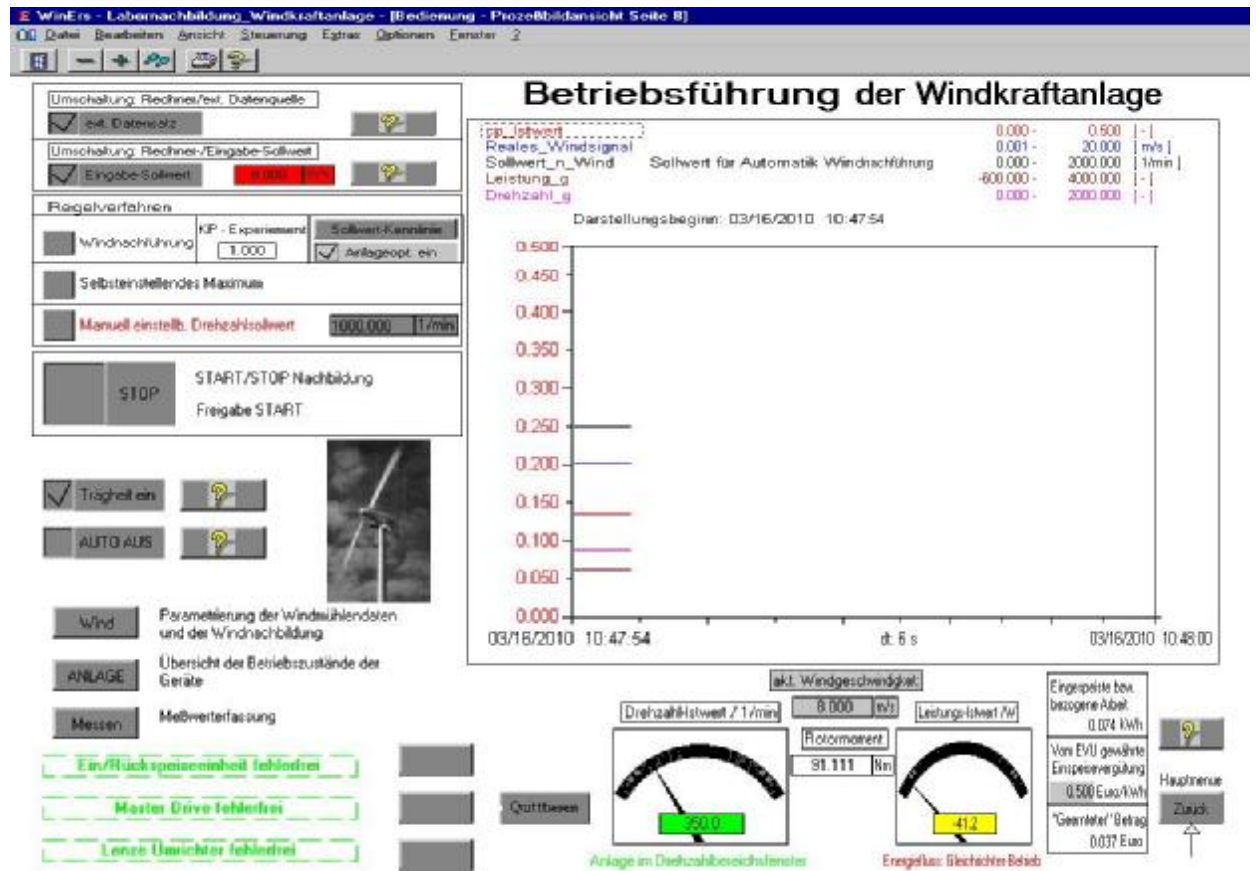 WinErs - Labornachbildung_Windkraftanlage - [Bedienung - Prozeßbildansicht Seite 8]
Datei Bearbeiten Ansicht Steuerung Extras Optionen Fenster ?
Umschaltung: Rechner/ext. Datenquelle
ext. Datensatz
Umschaltung: Rechner-/Eingabe-Sollwert
Eingabe-Sollwert 8.000 m/s
Regelverfahren
Windnachführung
KP - Experiement
1.000
Sollwert-Kennlinie
Anlageopt. ein
Selbsteinstellendes Maximum
Manuell einstellb. Drehzahlsollwert 1000.000 1/min
STOP
START/STOP Nachbildung
Freigabe START
Trägheit ein
AUTO AUS
Wind
Parametrierung der Windmühlendaten
und der Windnachbildung
ANLAGE
Übersicht der Betriebszustände der
Geräte
Messen
Meßwerterfassung
Ein/Rückspeiseeinheit fehlerfrei
Master Drive fehlerfrei
Lenze Umrichter fehlerfrei
Betriebsführung der Windkraftanlage
cp_Istwert 0.000 - 0.500 [-]
Reales_Windsignal 0.001 - 20.000 [m/s]
Sollwert_n_Wind Sollwert für Automatik Windnachführung 0.000 - 2000.000 [1/min]
Leistung_g -600.000 - 4000.000 [-]
Drehzahl_g 0.000 - 2000.000 [-]
Darstellungsbeginn: 03/16/2010 10:47:54
0.500
0.450
0.400
0.350
0.300
0.250
0.200
0.150
0.100
0.050
0.000
03/16/2010 10:47:54 dt: 6 s 03/16/2010 10:48:00
akt. Windgeschwindigkeit
8.000 m/s
Drehzahl-Istwert / 1/min
350.0
Anlage im Drehzahlbereichsfenster
Rotormoment
91.111 Nm
Leistungs-Istwert /W
-41.2
Energiefluss: Gleichrichter-Betrieb
Quittieren
Eingespeiste bzw.
bezogene Arbeit
0.074 kWh
Vom EVU gewährte
Einspeisevergütung
0.500 Euro/kWh
"Geernteter" Betrag
0.037 Euro
Hauptmenue
Zurück